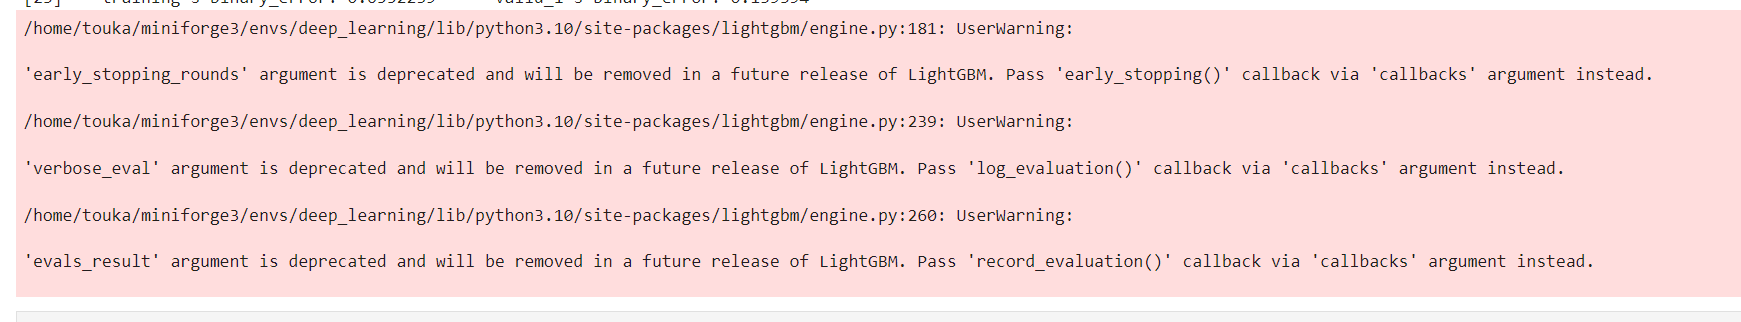 /home/touka/miniforge3/envs/deep_learning/lib/python3.10/site-packages/lightgbm/engine.py:181: UserWarning:
'early_stopping_rounds' argument is deprecated and will be removed in a future release of LightGBM. Pass 'early_stopping()' callback via 'callbacks' argument instead.
/home/touka/miniforge3/envs/deep_learning/lib/python3.10/site-packages/lightgbm/engine.py:239: UserWarning:
'verbose_eval' argument is deprecated and will be removed in a future release of LightGBM. Pass 'log_evaluation()' callback via 'callbacks' argument instead.
/home/touka/miniforge3/envs/deep_learning/lib/python3.10/site-packages/lightgbm/engine.py:260: UserWarning:
'evals_result' argument is deprecated and will be removed in a future release of LightGBM. Pass 'record_evaluation()' callback via 'callbacks' argument instead.